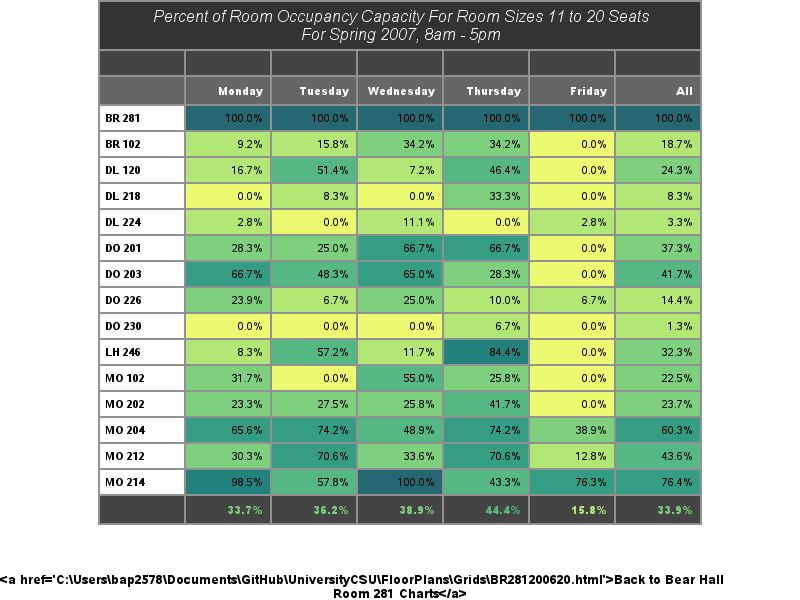 Percent of Room Occupancy Capacity For Room Sizes 11 to 20 Seats
For Spring 2007, 8am - 5pm
Monday Tuesday Wednesday Thursday Friday All
BR 281 100.0% 100.0% 100.0% 100.0% 100.0% 100.0%
BR 102 9.2% 15.8% 34.2% 34.2% 0.0% 18.7%
DL 120 16.7% 51.4% 7.2% 46.4% 0.0% 24.3%
DL 218 0.0% 8.3% 0.0% 33.3% 0.0% 8.3%
DL 224 2.8% 0.0% 11.1% 0.0% 2.8% 3.3%
DO 201 28.3% 25.0% 66.7% 66.7% 0.0% 37.3%
DO 203 66.7% 48.3% 65.0% 28.3% 0.0% 41.7%
DO 226 23.9% 6.7% 25.0% 10.0% 6.7% 14.4%
DO 230 0.0% 0.0% 0.0% 6.7% 0.0% 1.3%
LH 246 8.3% 57.2% 11.7% 84.4% 0.0% 32.3%
MO 102 31.7% 0.0% 55.0% 25.8% 0.0% 22.5%
MO 202 23.3% 27.5% 25.8% 41.7% 0.0% 23.7%
MO 204 65.6% 74.2% 48.9% 74.2% 38.9% 60.3%
MO 212 30.3% 70.6% 33.6% 70.6% 12.8% 43.6%
MO 214 98.5% 57.8% 100.0% 43.3% 76.3% 76.4%
33.7% 36.2% 38.9% 44.4% 15.8% 33.9%
<a href='C:\Users\bap2578\Documents\GitHub\UniversityCSU\FloorPlans\Grids\BR281200620.html'>Back to Bear Hall
Room 281 Charts</a>